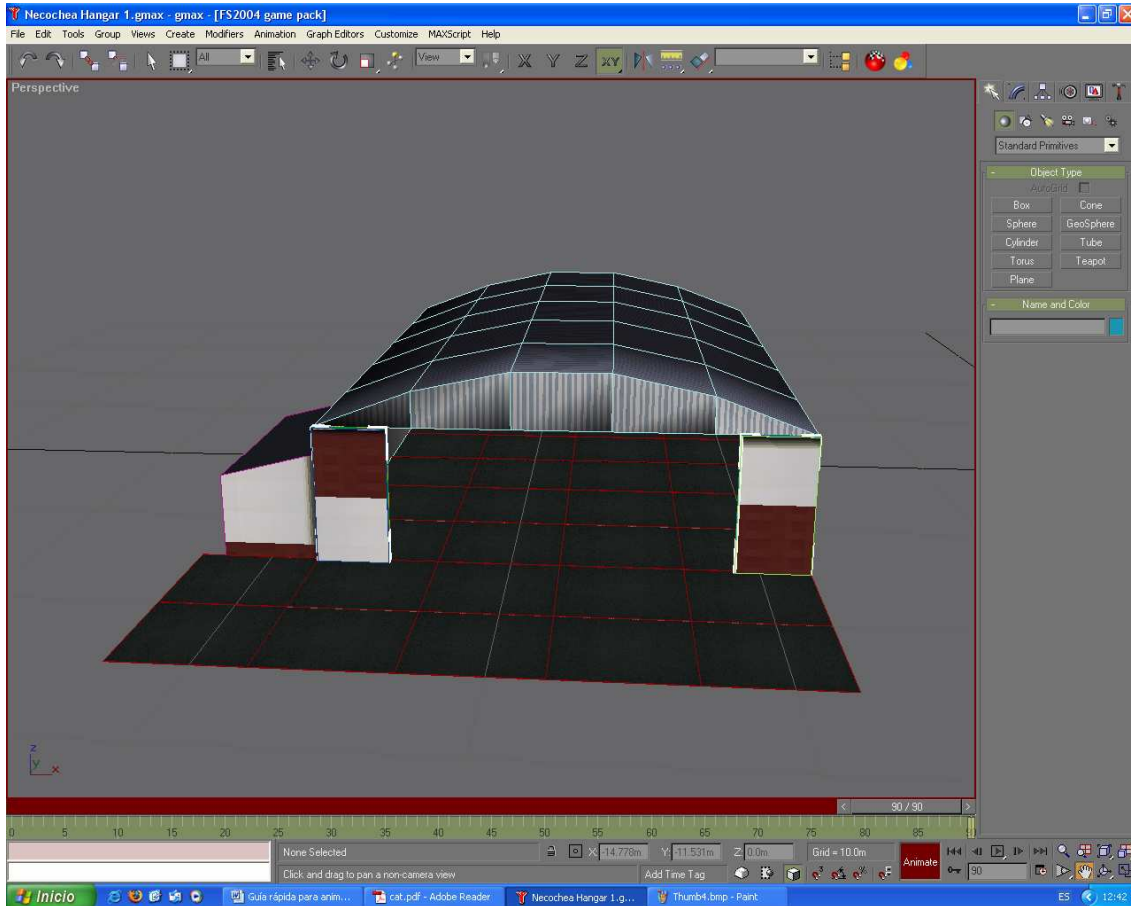 Necochea Hangar 1.gmax - gmax - [FS2004 game pack]
File Edit Tools Group Views Create Modifiers Animation Graph Editors Customize MAXScript Help
All View X Y Z XY
Perspective
Standard Primitives
- Object Type
AutoGrid
Box Cone
Sphere GeoSphere
Cylinder Tube
Torus Teapot
Plane
- Name and Color
z
y x
< 90 / 90 >
0 5 10 15 20 25 30 35 40 45 50 55 60 65 70 75 80 85
None Selected X: -14.778m Y: -11.531m Z: 0.0m Grid = 10.0m Animate
Click and drag to pan a non-camera view Add Time Tag 90
Inicio Guía rápida para anim... cat.pdf - Adobe Reader Necochea Hangar 1.g... Thumb4.bmp - Paint ES 12:42